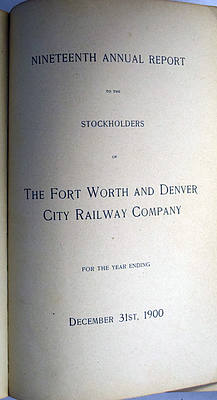 NINETEENTH ANNUAL REPORT
TO THE
STOCKHOLDERS
OF
THE FORT WORTH AND DENVER
CITY RAILWAY COMPANY
FOR THE YEAR ENDING
DECEMBER 31ST, 1900